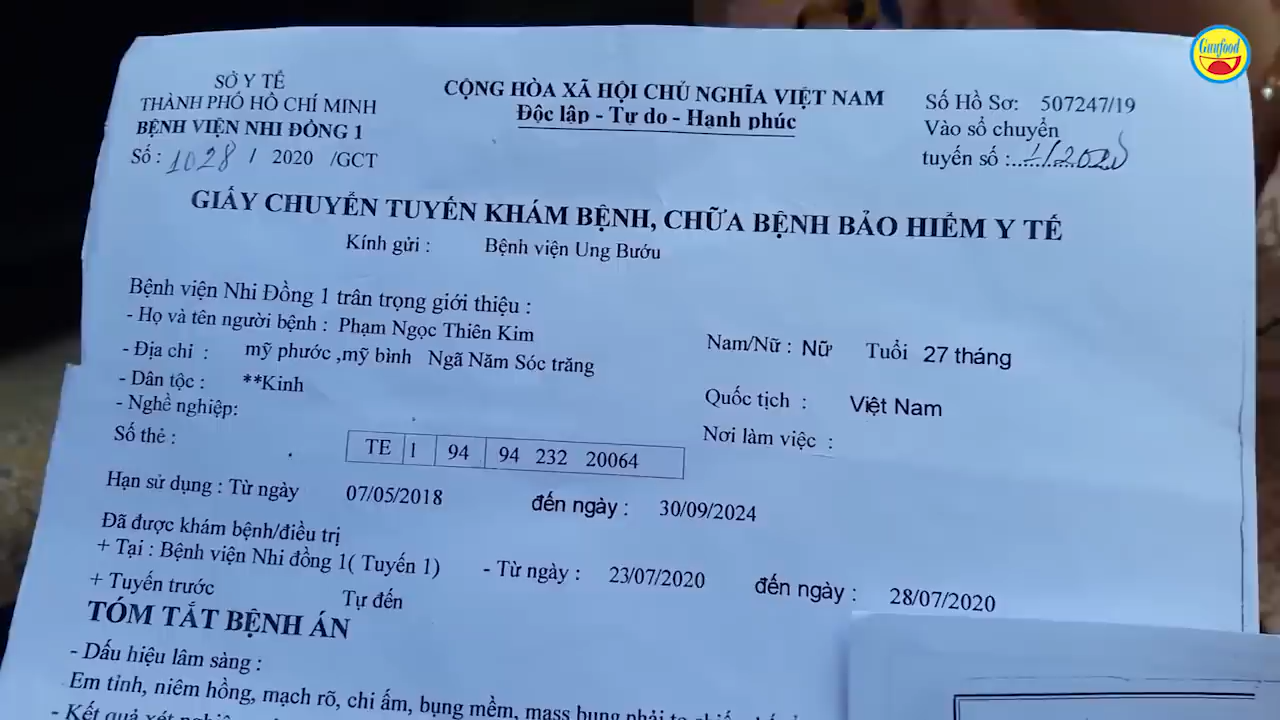 Gunfood
SỞ Y TẾ
THÀNH PHỐ HỒ CHÍ MINH
BỆNH VIỆN NHI ĐỒNG 1
Số : 1028 / 2020 /GCT
CỘNG HÒA XÃ HỘI CHỦ NGHĨA VIỆT NAM
Độc lập - Tự do - Hạnh phúc
Số Hồ Sơ: 507247/19
Vào sổ chuyển
tuyến số :..../2020
GIẤY CHUYỂN TUYẾN KHÁM BỆNH, CHỮA BỆNH BẢO HIỂM Y TẾ
Kính gửi : Bệnh viện Ung Bướu
Bệnh viện Nhi Đồng 1 trân trọng giới thiệu :
- Họ và tên người bệnh : Phạm Ngọc Thiên Kim Nam/Nữ : Nữ Tuổi 27 tháng
- Địa chỉ : mỹ phước ,mỹ bình Ngã Năm Sóc trăng
- Dân tộc : **Kinh Quốc tịch : Việt Nam
- Nghề nghiệp: Nơi làm việc :
Số thẻ : TE 1 94 94 232 20064
Hạn sử dụng : Từ ngày 07/05/2018 đến ngày : 30/09/2024
Đã được khám bệnh/điều trị
+ Tại : Bệnh viện Nhi đồng 1( Tuyến 1) - Từ ngày : 23/07/2020 đến ngày : 28/07/2020
+ Tuyến trước Tự đến
TÓM TẮT BỆNH ÁN
- Dấu hiệu lâm sàng :
Em tỉnh, niêm hồng, mạch rõ, chi ấm, bụng mềm, mass bụng phải to
- Kết quả xét